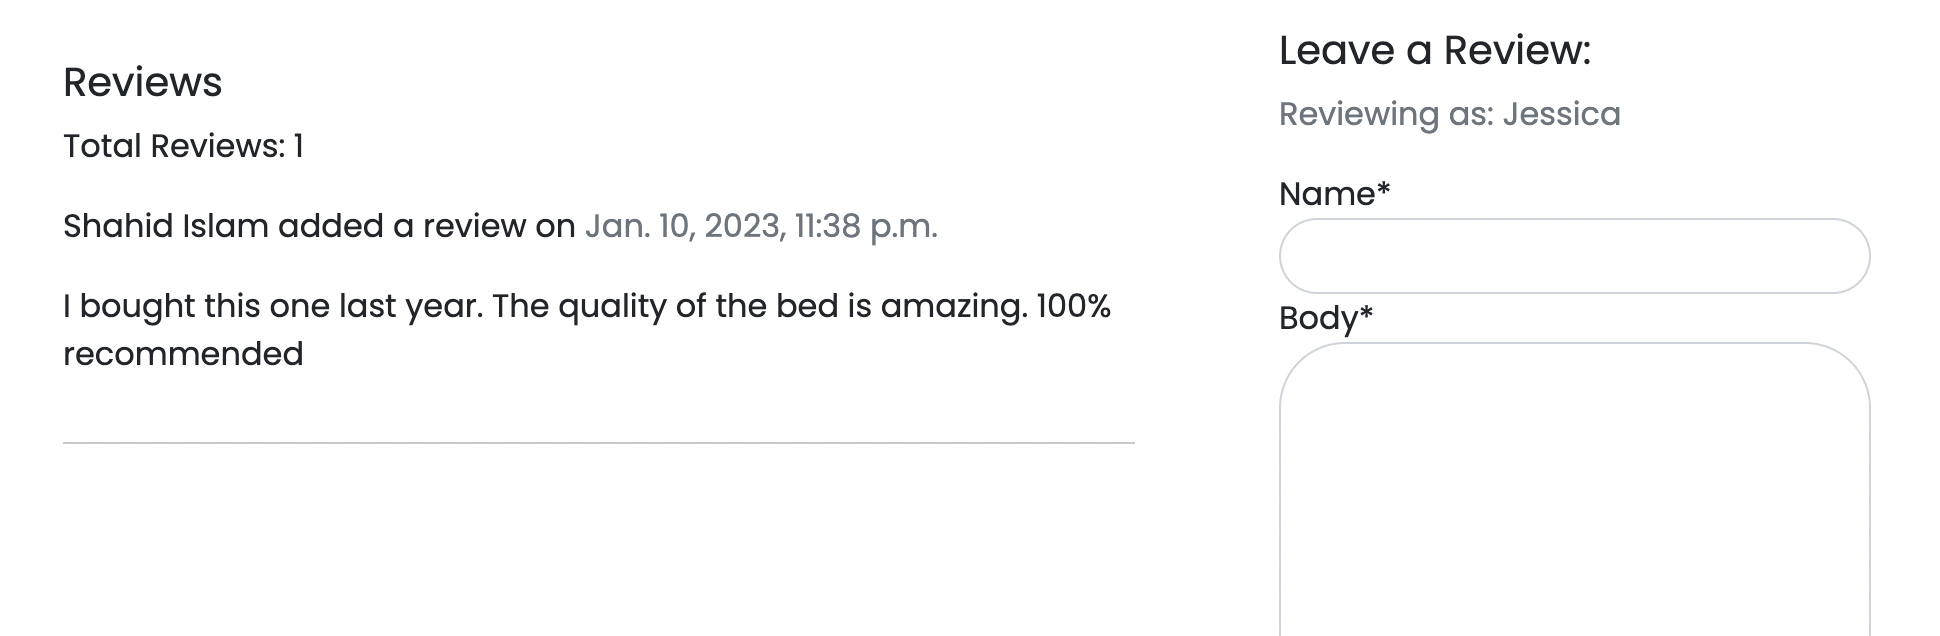 Reviews
Total Reviews: 1
Shahid Islam added a review on Jan. 10, 2023, 11:38 p.m.
I bought this one last year. The quality of the bed is amazing. 100%
recommended
Leave a Review:
Reviewing as: Jessica
Name*
Body*